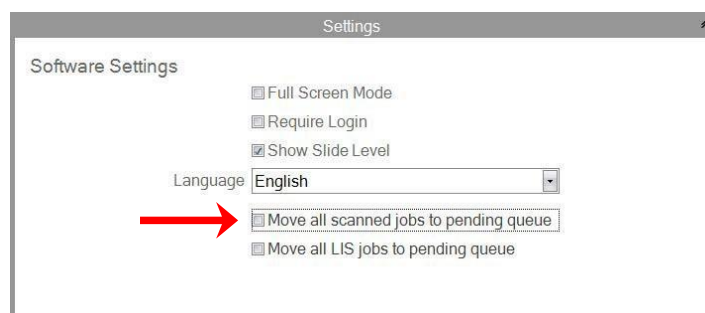 Settings
Software Settings
Full Screen Mode
Require Login
Show Slide Level
Language English
Move all scanned jobs to pending queue
Move all LIS jobs to pending queue